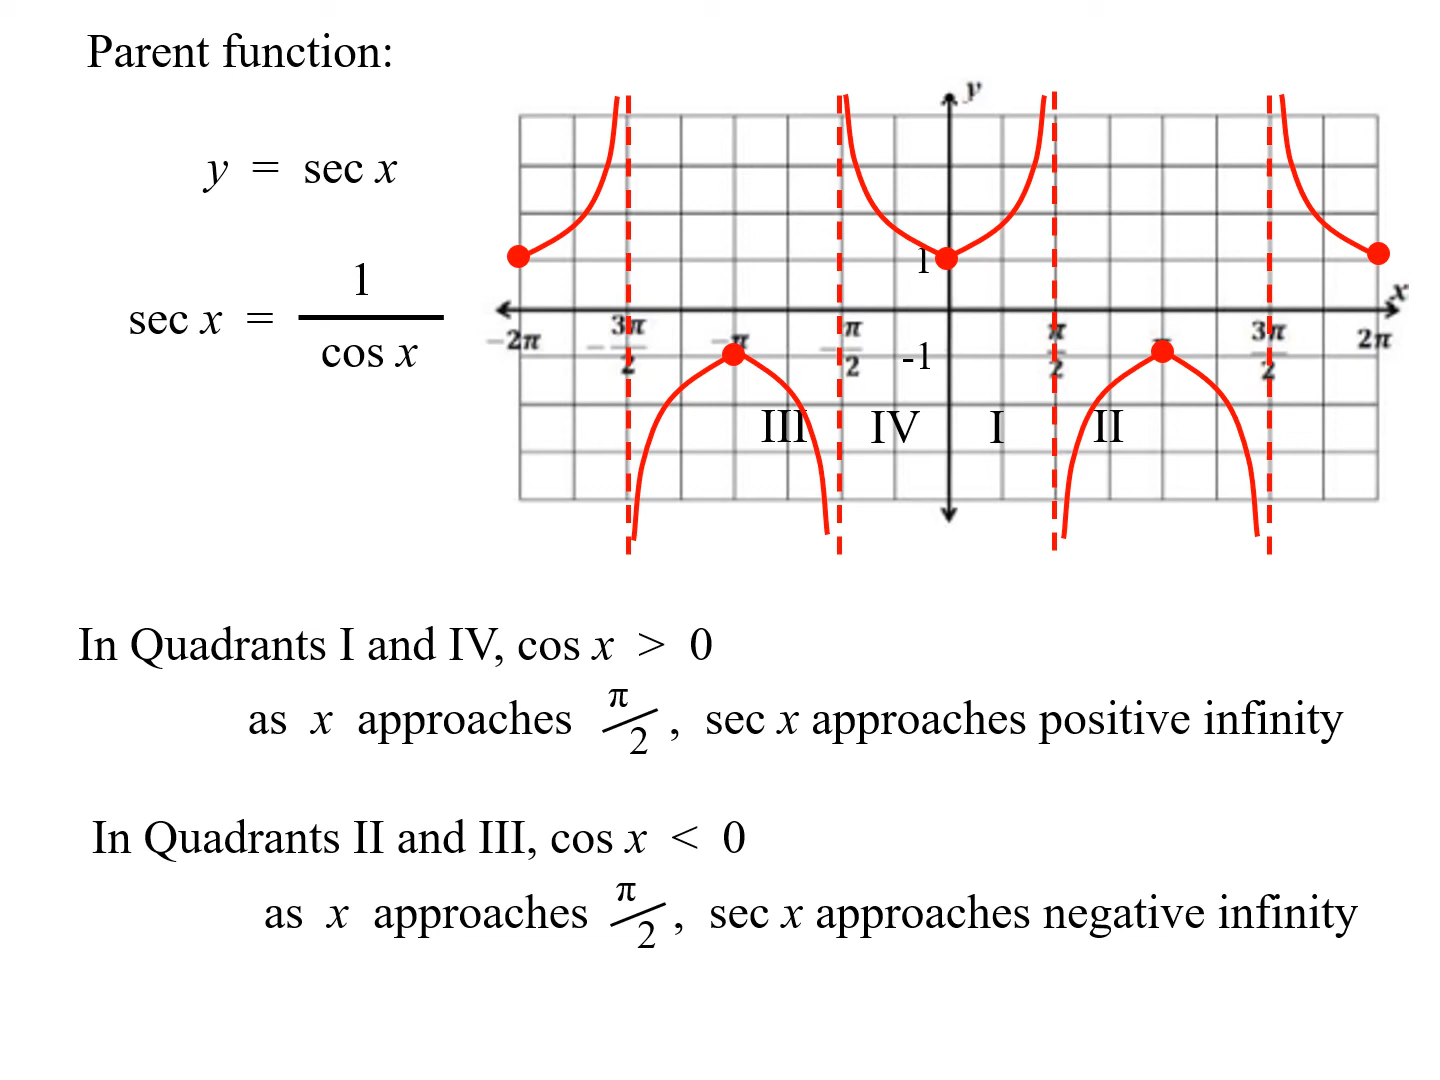 Parent function:
y = sec x
sec x = 1 / cos x
y
x
1
-1
-2π
-3π/2
-π
-π/2
π/2
3π/2
2π
III IV I II
In Quadrants I and IV, cos x > 0
as x approaches π/2, sec x approaches positive infinity
In Quadrants II and III, cos x < 0
as x approaches π/2, sec x approaches negative infinity